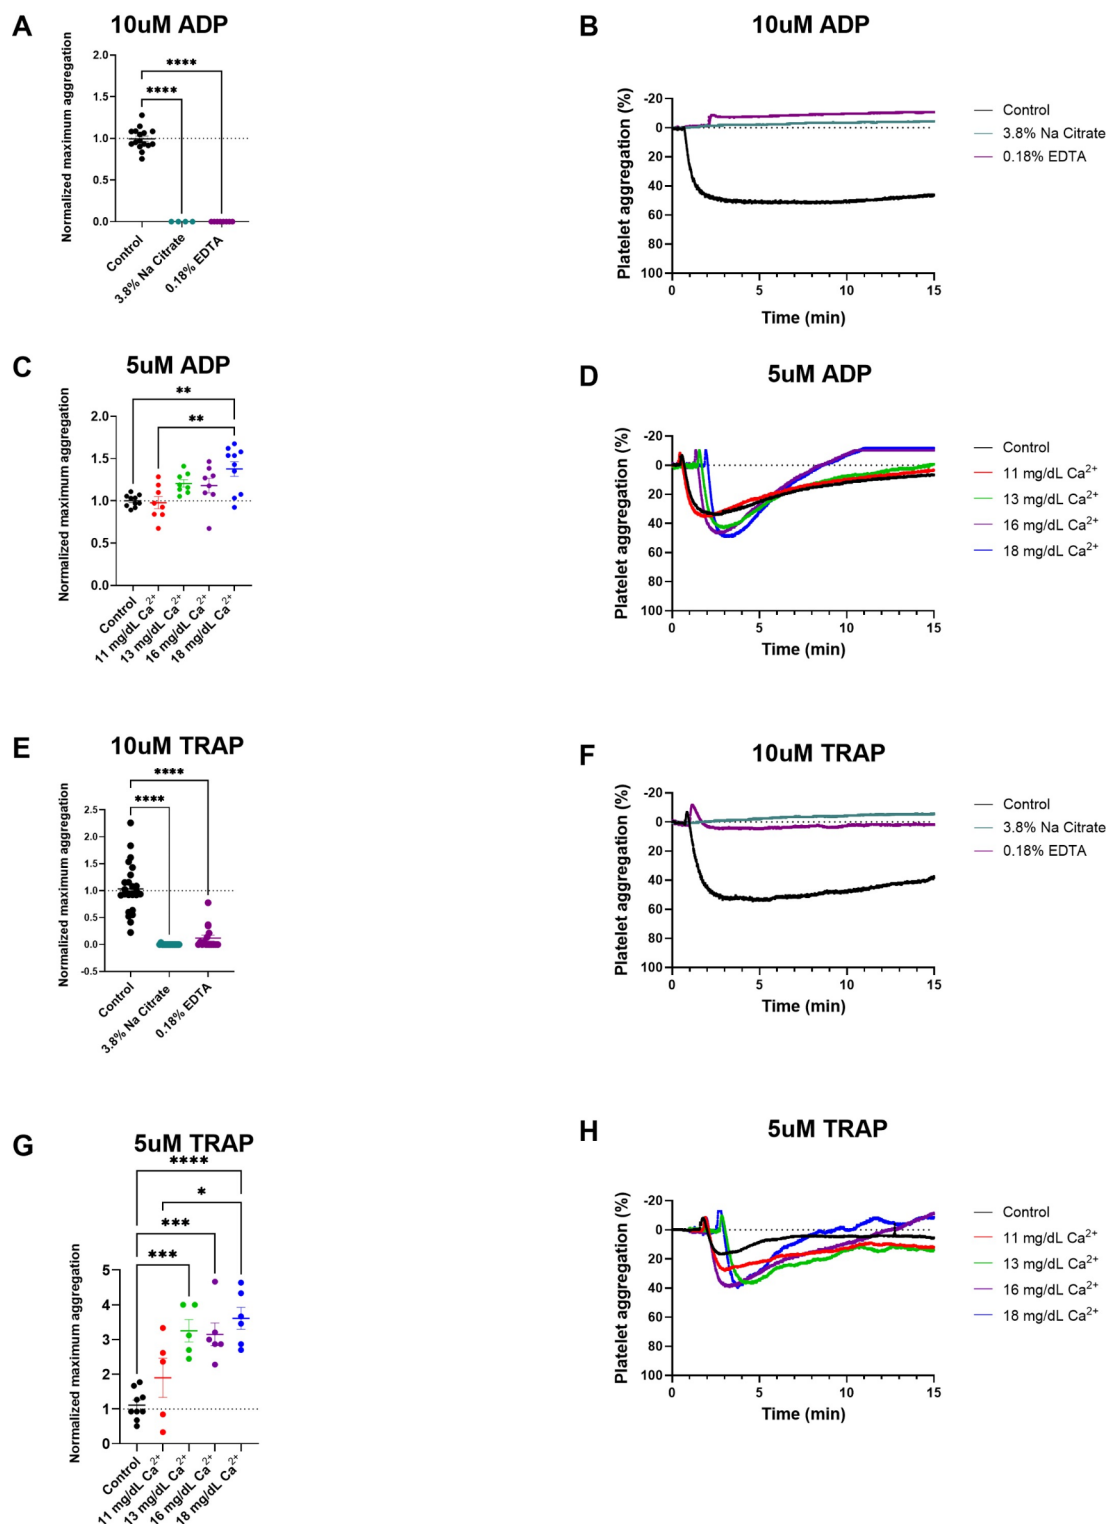 A
10uM ADP
Normalized maximum aggregation
2.0
1.5
1.0
0.5
0.0
****
****
Control
3.8% Na Citrate
0.18% EDTA
B
10uM ADP
Platelet aggregation (%)
-20
0
20
40
60
80
100
0
5
10
15
Time (min)
Control
3.8% Na Citrate
0.18% EDTA
C
5uM ADP
Normalized maximum aggregation
2.0
1.5
1.0
0.5
0.0
**
**
Control
11 mg/dL Ca²⁺
13 mg/dL Ca²⁺
16 mg/dL Ca²⁺
18 mg/dL Ca²⁺
D
5uM ADP
Platelet aggregation (%)
-20
0
20
40
60
80
100
0
5
10
15
Time (min)
Control
11 mg/dL Ca²⁺
13 mg/dL Ca²⁺
16 mg/dL Ca²⁺
18 mg/dL Ca²⁺
E
10uM TRAP
Normalized maximum aggregation
2.5
2.0
1.5
1.0
0.5
0.0
-0.5
****
****
Control
3.8% Na Citrate
0.18% EDTA
F
10uM TRAP
Platelet aggregation (%)
-20
0
20
40
60
80
100
0
5
10
15
Time (min)
Control
3.8% Na Citrate
0.18% EDTA
G
5uM TRAP
Normalized maximum aggregation
5
4
3
2
1
0
****
*
***
***
Control
11 mg/dL Ca²⁺
13 mg/dL Ca²⁺
16 mg/dL Ca²⁺
18 mg/dL Ca²⁺
H
5uM TRAP
Platelet aggregation (%)
-20
0
20
40
60
80
100
0
5
10
15
Time (min)
Control
11 mg/dL Ca²⁺
13 mg/dL Ca²⁺
16 mg/dL Ca²⁺
18 mg/dL Ca²⁺